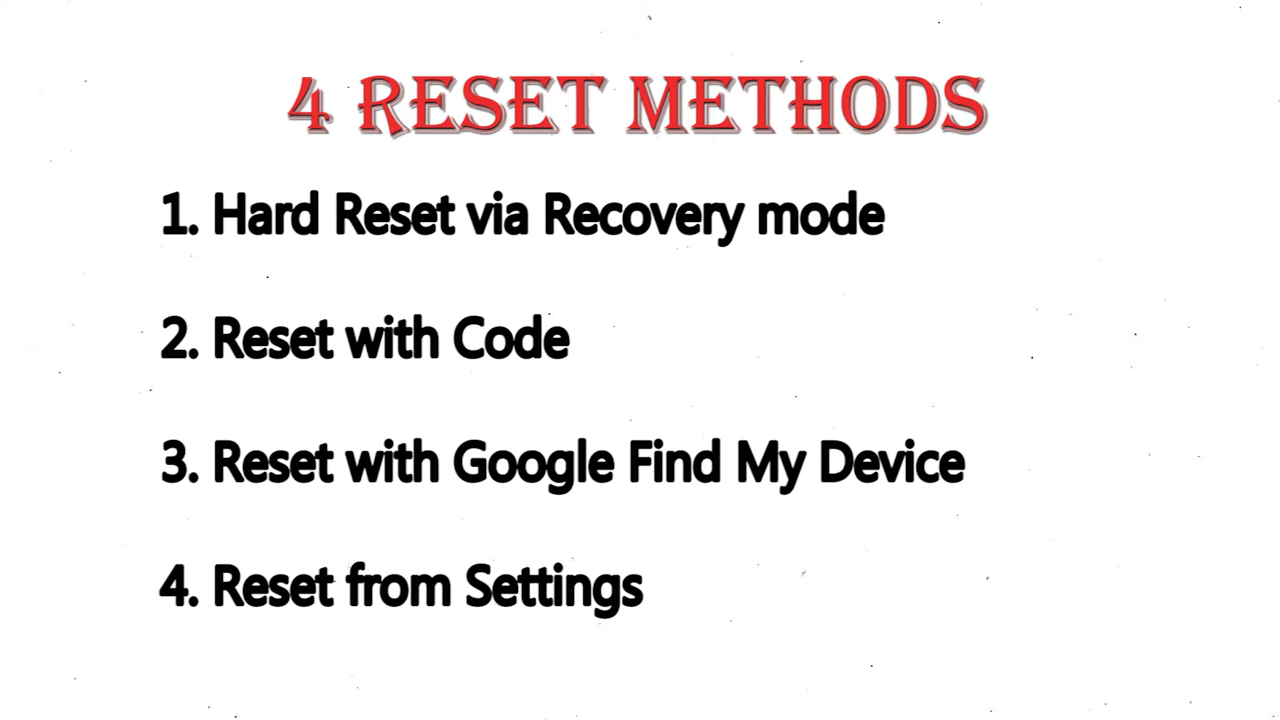 4 RESET METHODS
1. Hard Reset via Recovery mode
2. Reset with Code
3. Reset with Google Find My Device
4. Reset from Settings